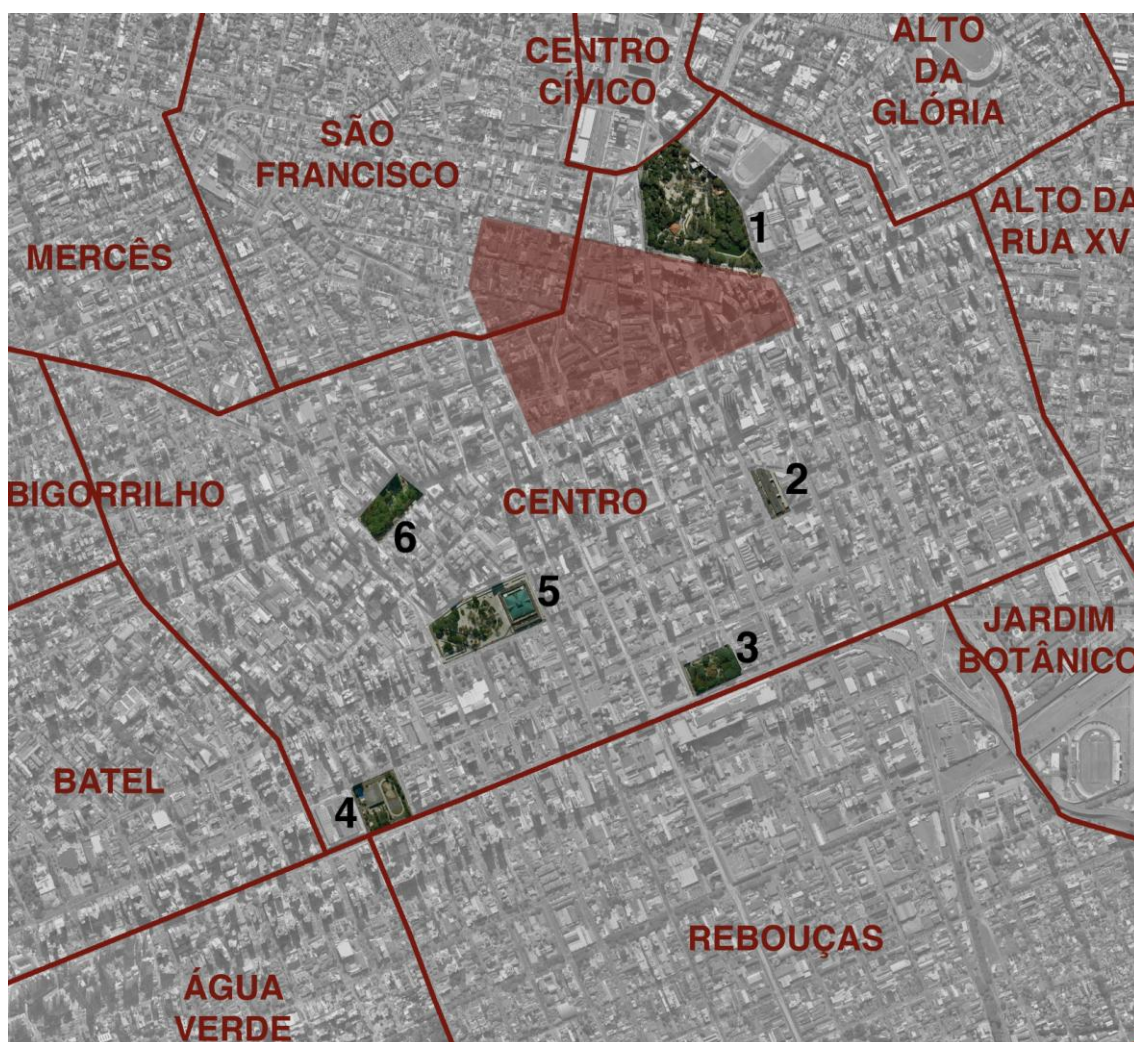 CENTRO
CÍVICO
ALTO
DA
GLÓRIA
SÃO
FRANCISCO
ALTO DA
RUA XV
1
MERCÊS
BIGORRILHO
CENTRO
2
6
5
JARDIM
BOTÂNICO
3
BATEL
4
REBOUÇAS
ÁGUA
VERDE